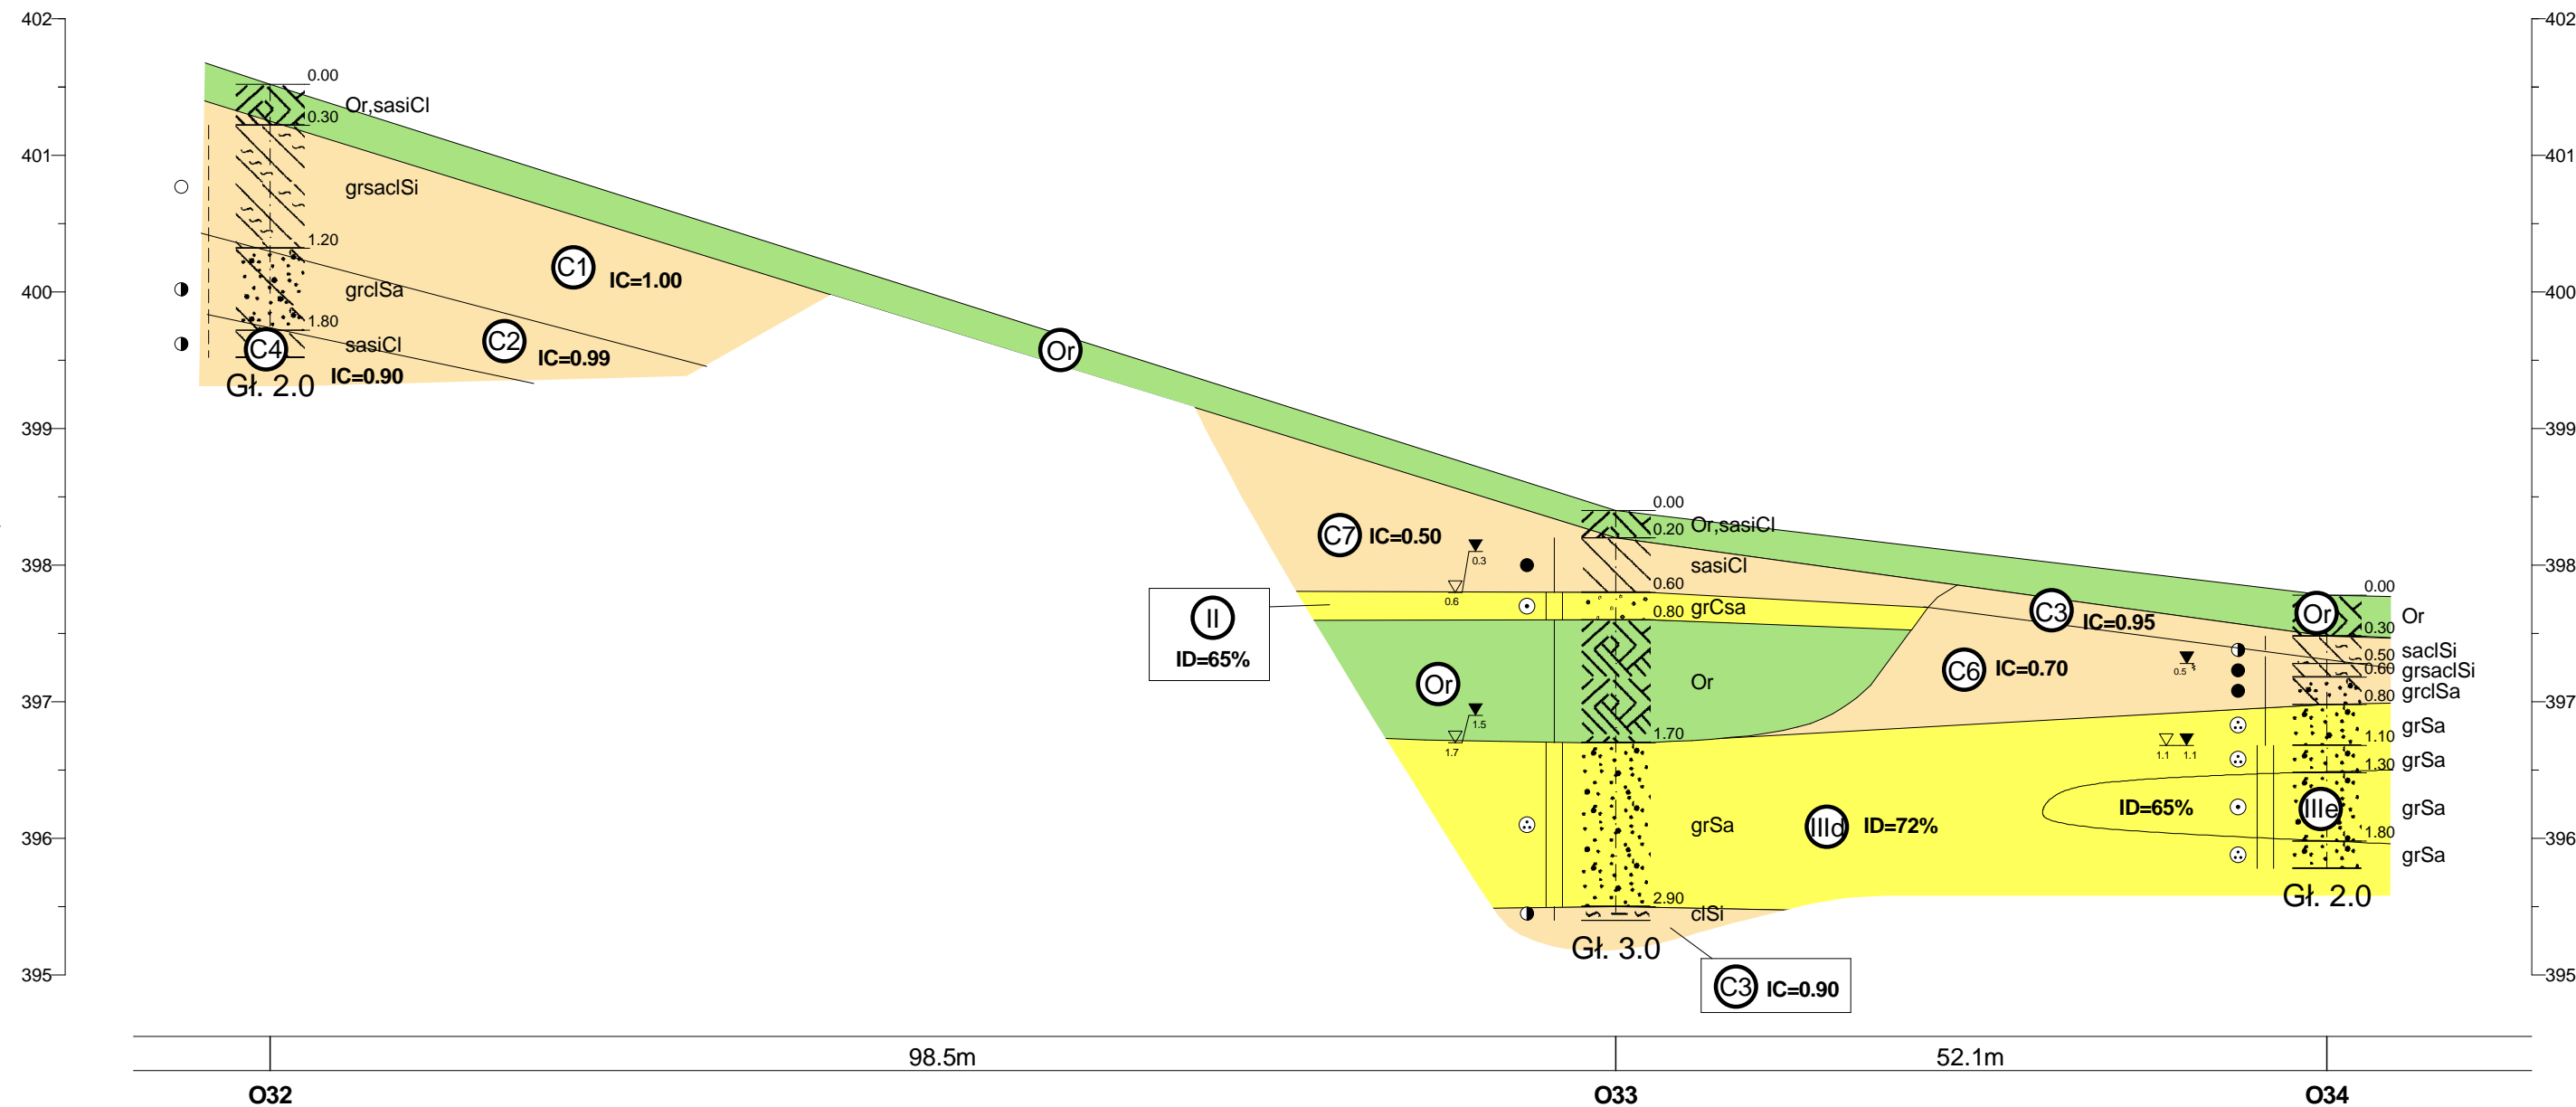 402
402
0.00
Or,sasiCl
0.30
401
401
grsaclSi
1.20
C1
IC=1.00
400
grclSa
400
1.80
C4
sasiCl
C2
IC=0.99
Or
Gł. 2.0
IC=0.90
399
399
0.00
0.20
Or,sasiCl
C7
IC=0.50
0.3
398
sasiCl
398
0.60
0.6
0.80
grCsa
II
ID=65%
0.00
C3
IC=0.95
Or
0.30
Or
0.50
saclSi
0.60
grsaclSi
0.80
grclSa
0.5
C6
IC=0.70
Or
Or
397
397
1.5
1.7
1.70
grSa
1.10
1.1
1.1
grSa
1.30
ID=65%
IIIe
grSa
396
grSa
IIId
ID=72%
1.80
396
grSa
Gł. 2.0
2.90
clSi
Gł. 3.0
395
395
C3
IC=0.90
98.5m
52.1m
O32
O33
O34